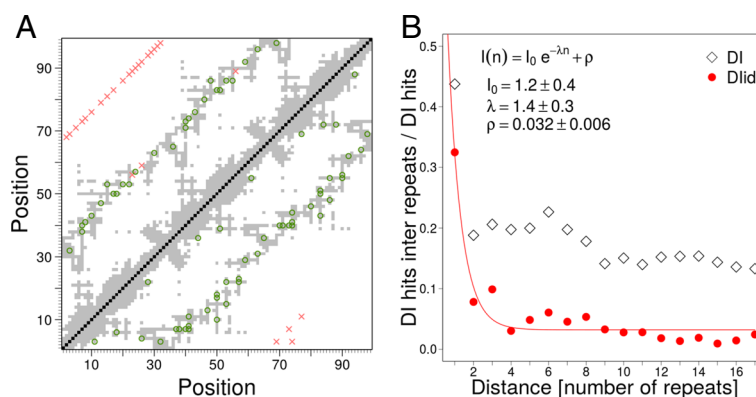 A
Position
90
70
50
30
10
10
30
50
70
90
Position
B
DI hits inter repeats / DI hits
0.5
0.4
0.3
0.2
0.1
0.0
I(n) = I₀ e^-λn + ρ
I₀ = 1.2 ± 0.4
λ = 1.4 ± 0.3
ρ = 0.032 ± 0.006
DI
DIid
2
4
6
8
10
12
14
16
Distance [number of repeats]